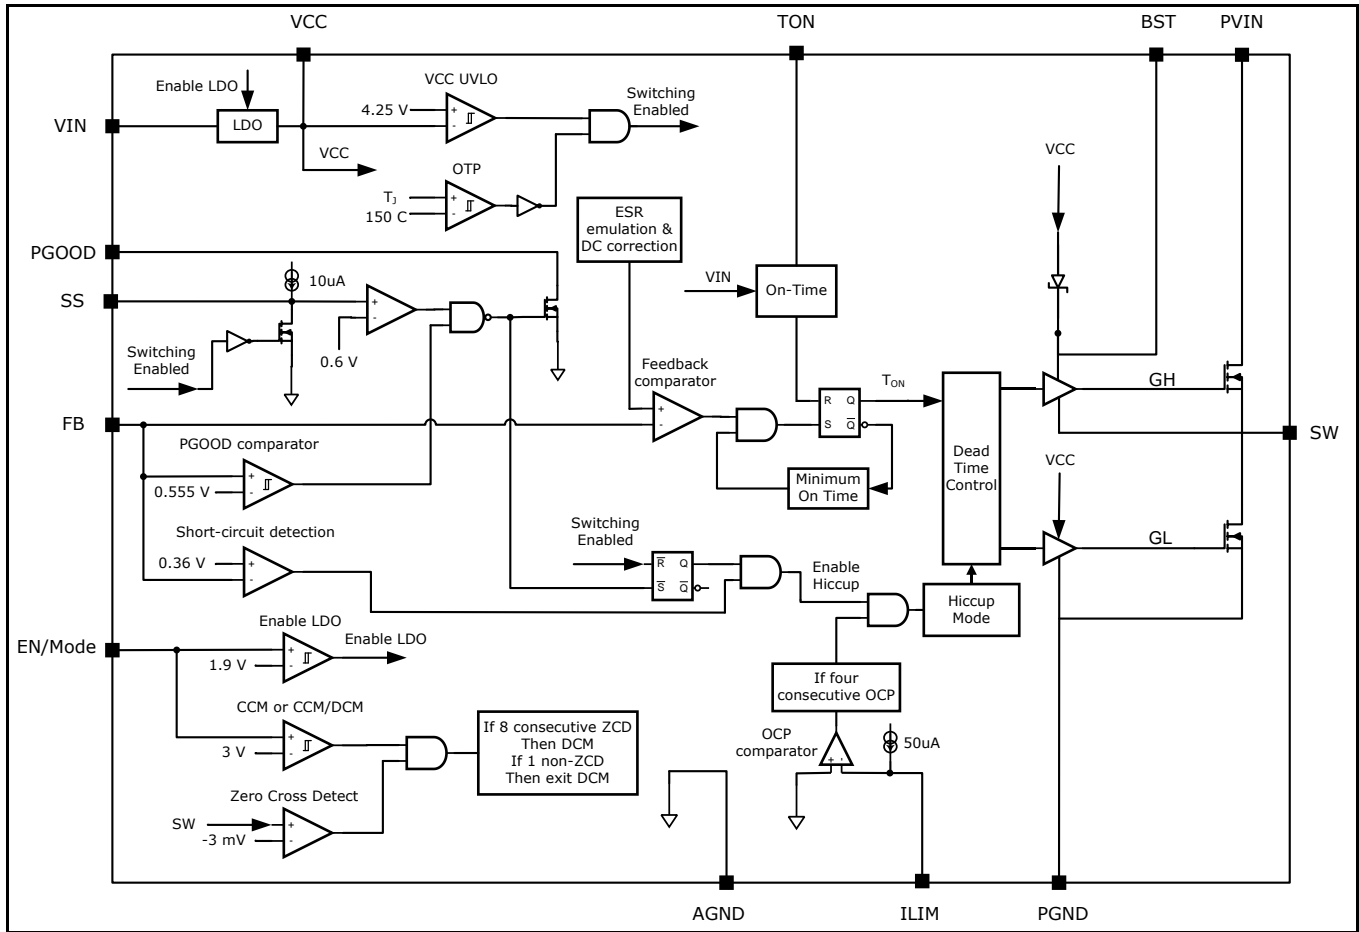 VCC
TON
BST
PVIN
Enable LDO
VCC UVLO
4.25 V
+
-
Switching
Enabled
VIN
LDO
VCC
VCC
OTP
TJ
150 C
+
-
ESR
emulation &
DC correction
PGOOD
VIN
On-Time
SS
10uA
+
-
0.6 V
Switching
Enabled
Feedback
comparator
+
-
TON
R Q
S Q̅
GH
FB
SW
PGOOD comparator
+
-
0.555 V
Minimum
On Time
Dead
Time
Control
VCC
Short-circuit detection
0.36 V
+
-
Switching
Enabled
R̅ Q
S̅ Q̅
Enable
Hiccup
GL
Hiccup
Mode
Enable LDO
EN/Mode
+
-
1.9 V
Enable LDO
If four
consecutive OCP
CCM or CCM/DCM
+
-
3 V
If 8 consecutive ZCD
Then DCM
If 1 non-ZCD
Then exit DCM
OCP
comparator
+ -
50uA
Zero Cross Detect
SW
+
-
-3 mV
AGND
ILIM
PGND